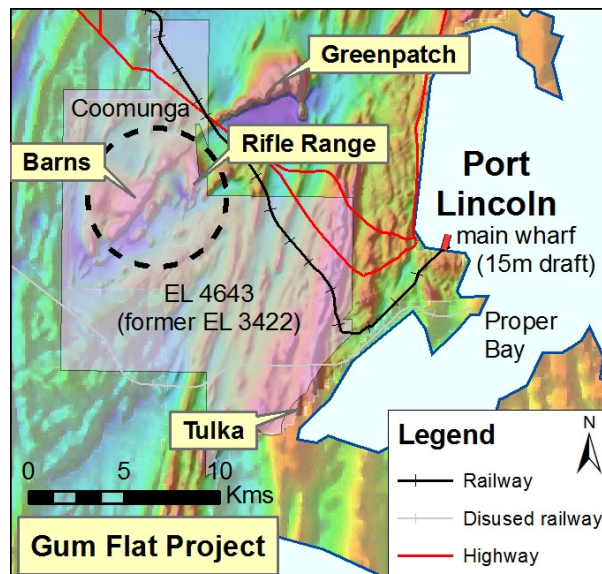 Greenpatch
Coomunga
Rifle Range
Barns
Port
Lincoln
main wharf
(15m draft)
EL 4643
(former EL 3422)
Proper
Bay
Tulka
0 5 10
Kms
Gum Flat Project
Legend
N
Railway
Disused railway
Highway